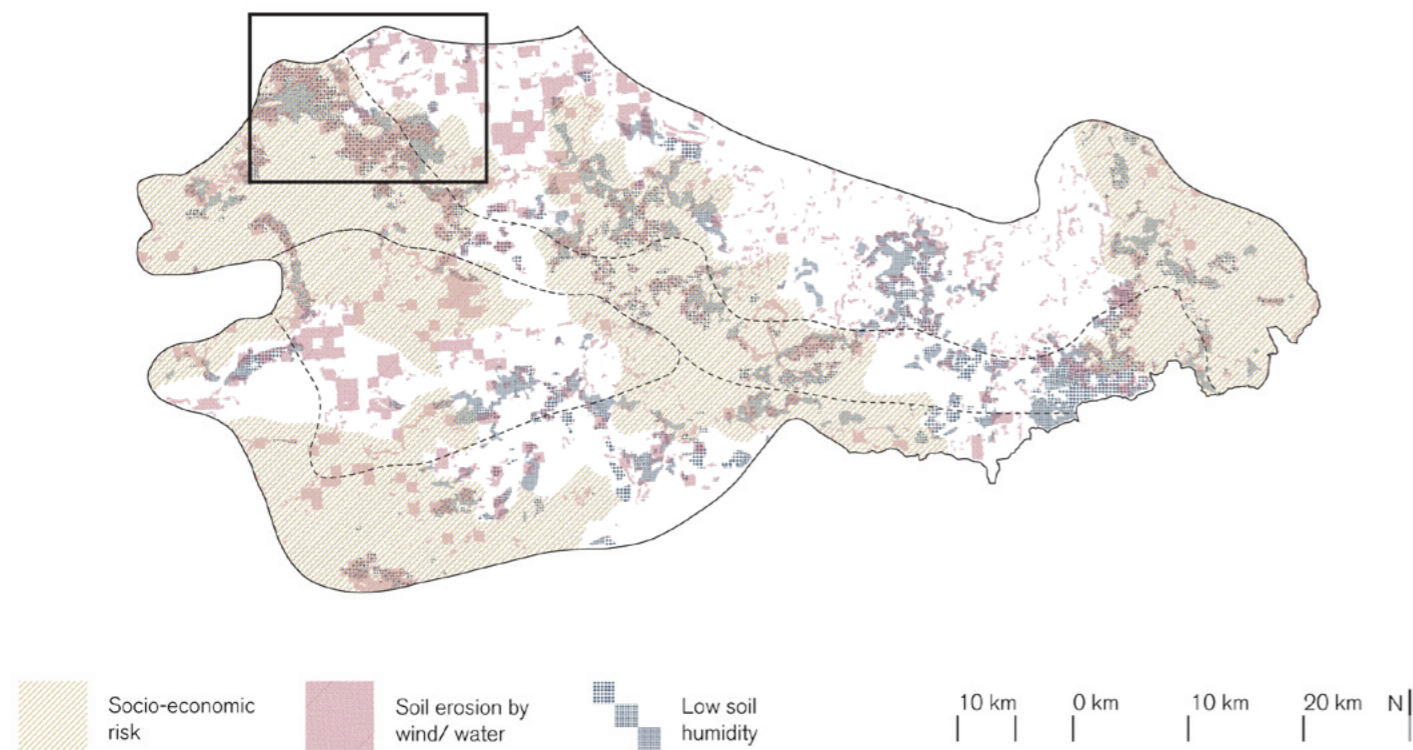 Socio-economic
risk
Soil erosion by
wind/ water
Low soil
humidity
10 km 0 km 10 km 20 km N